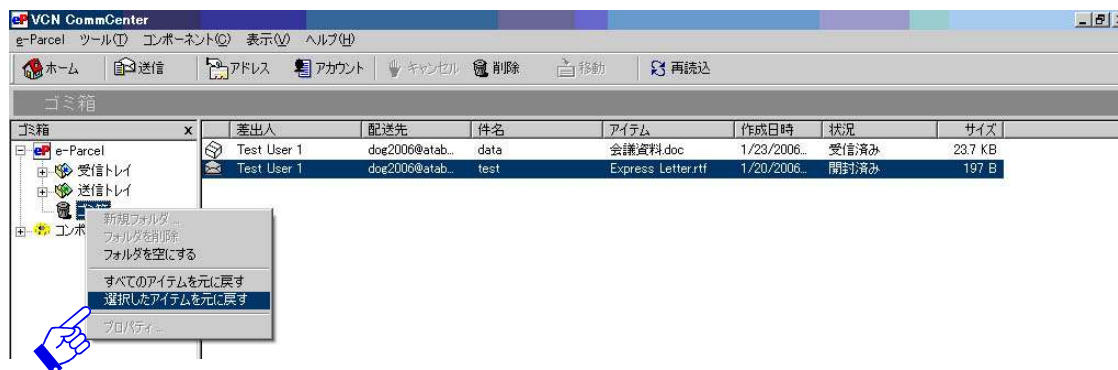 eP VCN CommCenter
e-Parcel ツール(T) コンポーネント(C) 表示(V) ヘルプ(H)
ホーム 送信 アドレス アカウント キャンセル 削除 移動 再読込
ゴミ箱
ゴミ箱 x 差出人 配送先 件名 アイテム 作成日時 状況 サイズ
eP e-Parcel Test User 1 dog2006@atab... data 会議資料.doc 1/23/2006... 受信済み 23.7 KB
受信トレイ Test User 1 dog2006@atab... test Express Letter.rtf 1/20/2006... 開封済み 197 B
送信トレイ
ゴミ箱
コンポ
新規フォルダ...
フォルダを削除
フォルダを空にする
すべてのアイテムを元に戻す
選択したアイテムを元に戻す
プロパティ...